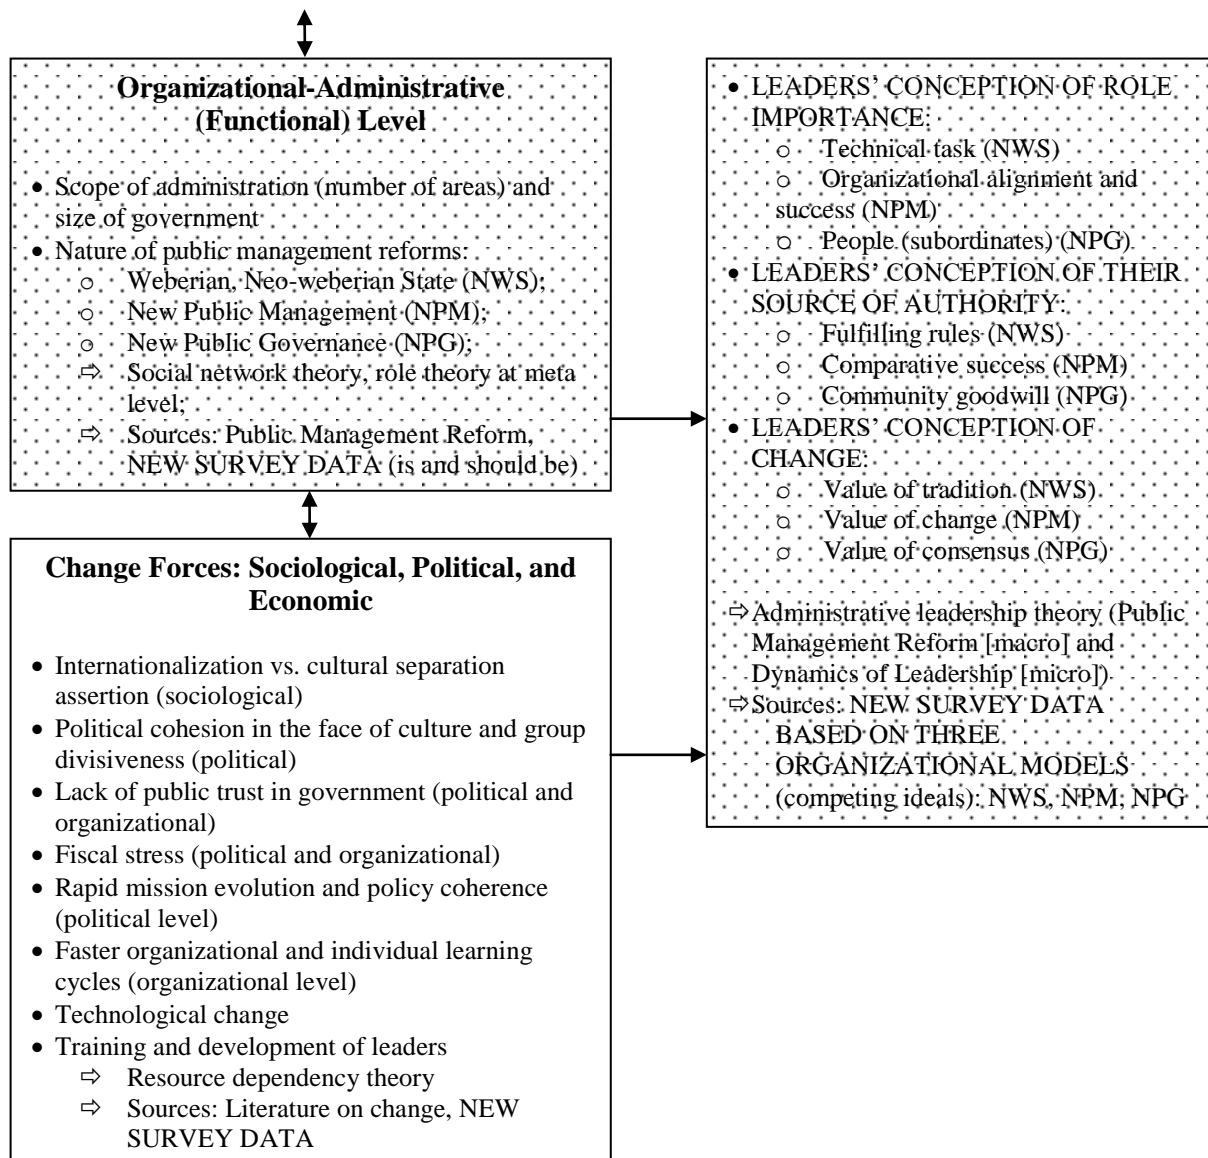 Organizational-Administrative
(Functional) Level
• Scope of administration (number of areas) and
size of government
• Nature of public management reforms:
o Weberian, Neo-weberian State (NWS);
o New Public Management (NPM);
o New Public Governance (NPG);
⇨ Social network theory, role theory at meta
level;
⇨ Sources: Public Management Reform,
NEW SURVEY DATA (is and should be)
Change Forces: Sociological, Political, and
Economic
• Internationalization vs. cultural separation
assertion (sociological)
• Political cohesion in the face of culture and group
divisiveness (political)
• Lack of public trust in government (political and
organizational)
• Fiscal stress (political and organizational)
• Rapid mission evolution and policy coherence
(political level)
• Faster organizational and individual learning
cycles (organizational level)
• Technological change
• Training and development of leaders
⇨ Resource dependency theory
⇨ Sources: Literature on change, NEW
SURVEY DATA
• LEADERS’ CONCEPTION OF ROLE
IMPORTANCE:
o Technical task (NWS)
o Organizational alignment and
success (NPM)
o People (subordinates) (NPG)
• LEADERS’ CONCEPTION OF THEIR
SOURCE OF AUTHORITY:
o Fulfilling rules (NWS)
o Comparative success (NPM)
o Community goodwill (NPG)
• LEADERS’ CONCEPTION OF
CHANGE:
o Value of tradition (NWS)
o Value of change (NPM)
o Value of consensus (NPG)
⇨ Administrative leadership theory (Public
Management Reform [macro] and
Dynamics of Leadership [micro])
⇨ Sources: NEW SURVEY DATA
BASED ON THREE
ORGANIZATIONAL MODELS
(competing ideals): NWS, NPM, NPG